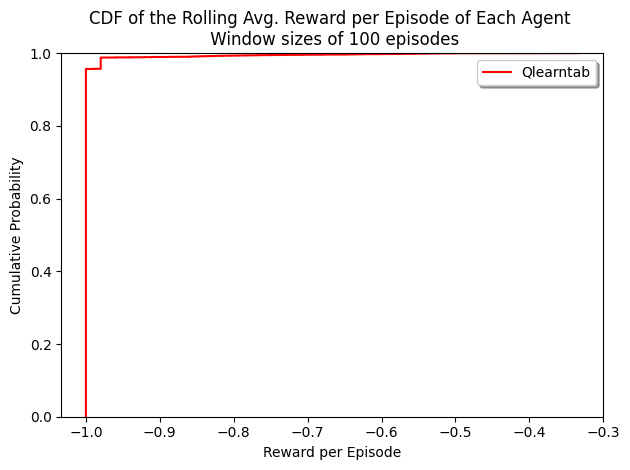 CDF of the Rolling Avg. Reward per Episode of Each Agent
Window sizes of 100 episodes
1.0
0.8
0.6
0.4
0.2
0.0
Cumulative Probability
Qlearntab
−1.0 −0.9 −0.8 −0.7 −0.6 −0.5 −0.4 −0.3
Reward per Episode